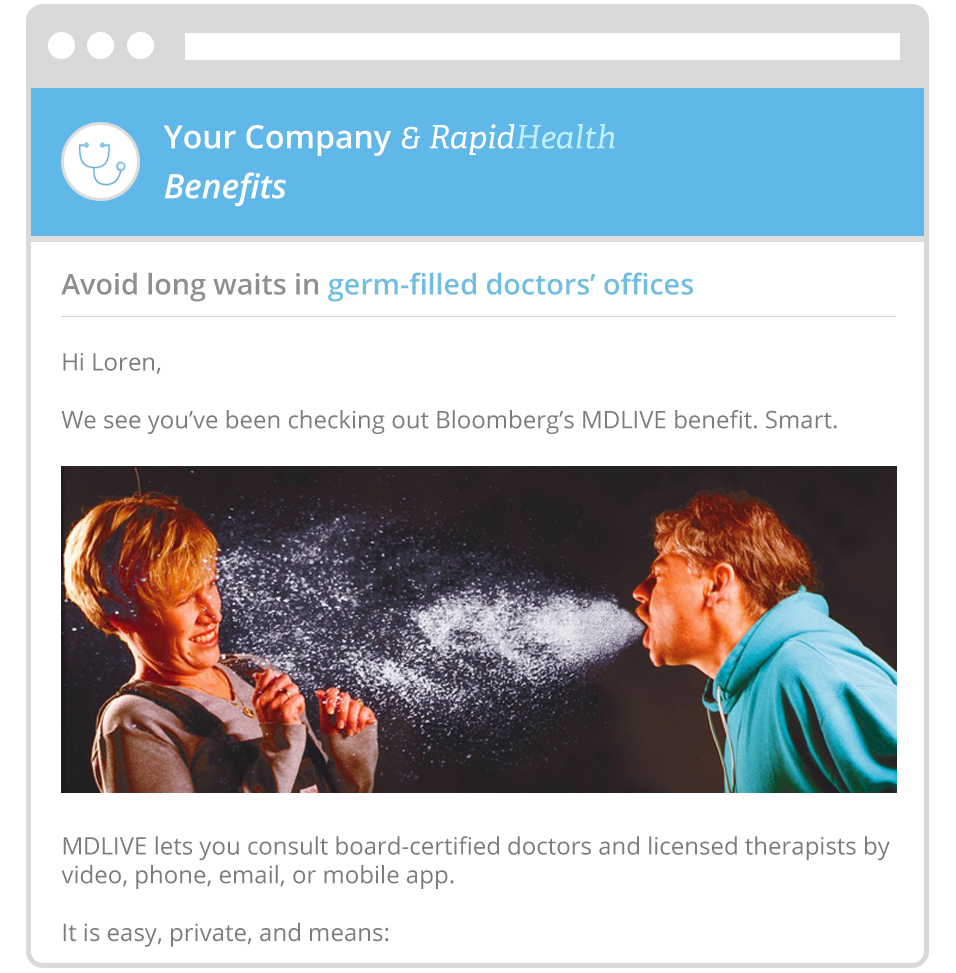 Your Company & RapidHealth
Benefits
Avoid long waits in germ-filled doctors’ offices
Hi Loren,
We see you’ve been checking out Bloomberg’s MDLIVE benefit. Smart.
MDLIVE lets you consult board-certified doctors and licensed therapists by
video, phone, email, or mobile app.
It is easy, private, and means: